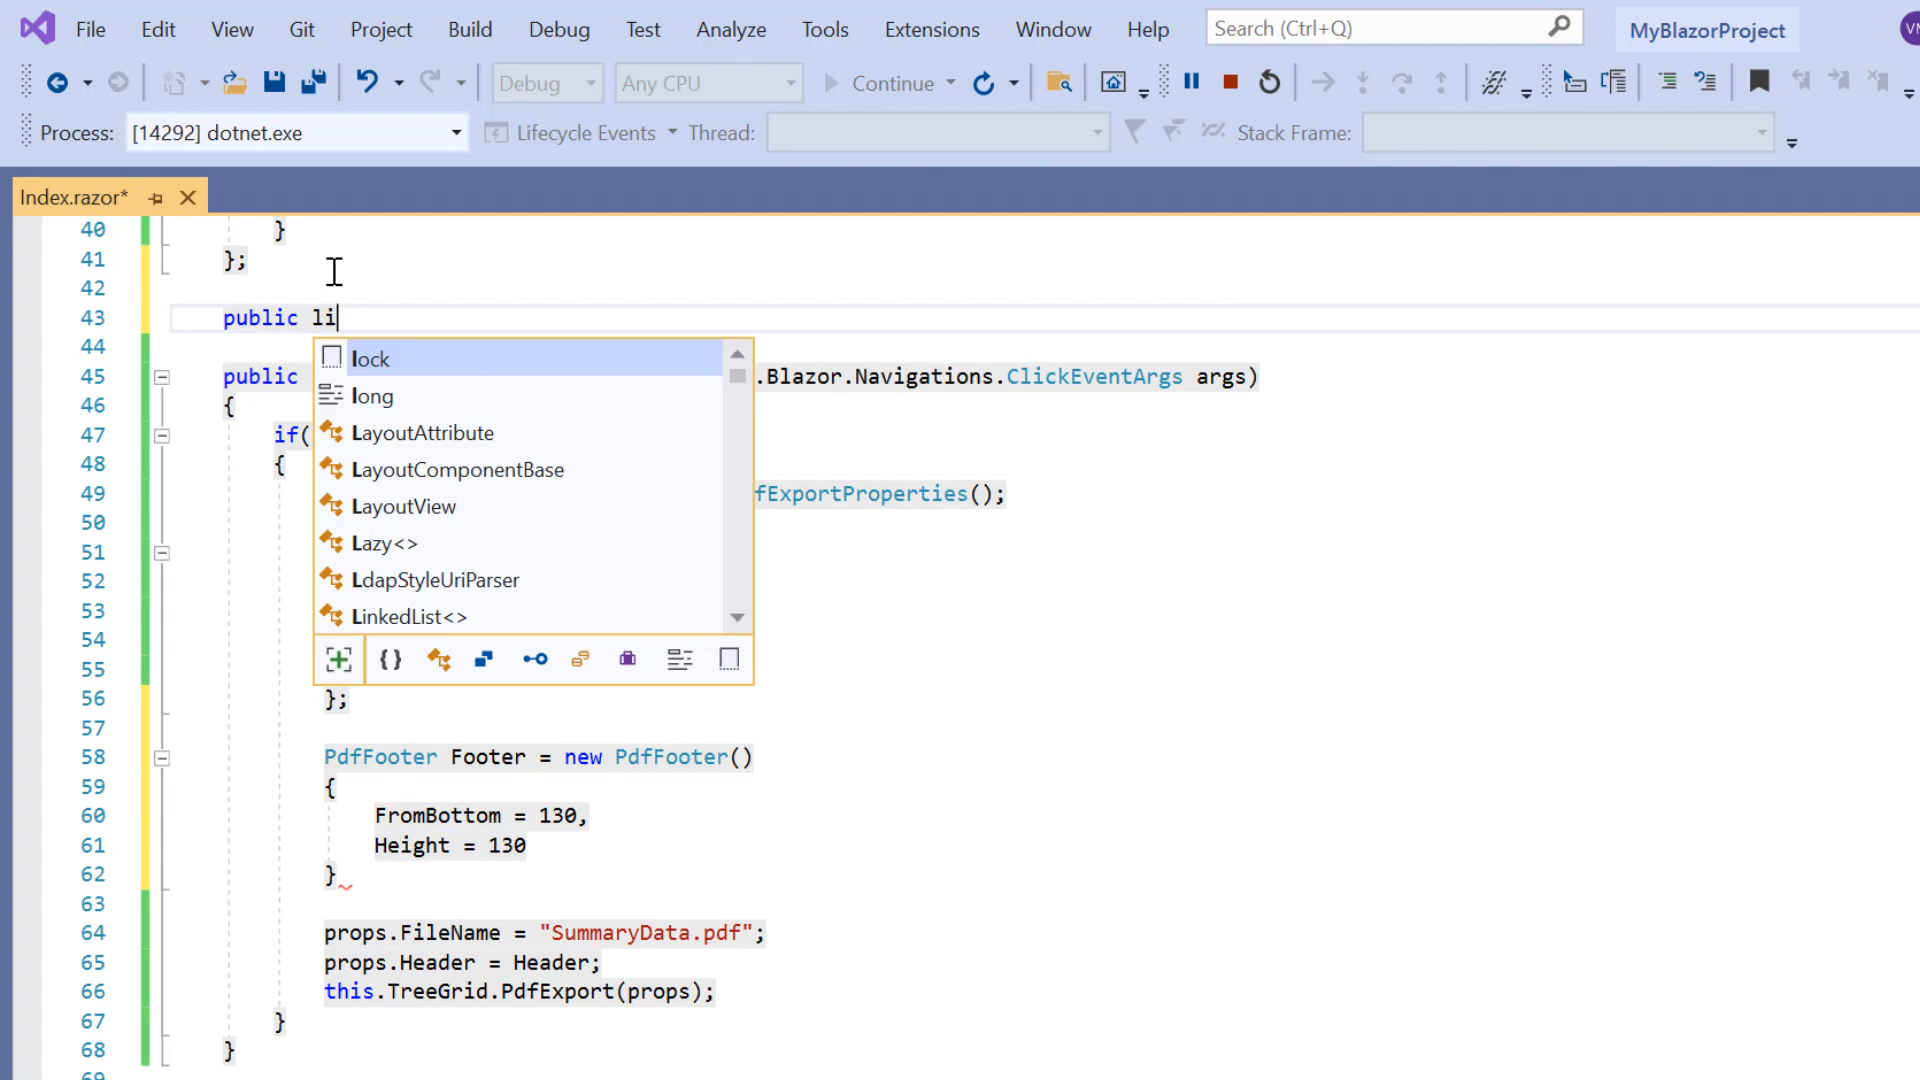 File Edit View Git Project Build Debug Test Analyze Tools Extensions Window Help Search (Ctrl+Q) MyBlazorProject VM
Debug Any CPU Continue
Process: [14292] dotnet.exe Lifecycle Events Thread: Stack Frame:
Index.razor*
40 }
41 };
42
43 public li
44
45 public .Blazor.Navigations.ClickEventArgs args)
46 {
47 if(
48 {
49 fExportProperties();
50
51
52
53
54
55
56 };
57
58 PdfFooter Footer = new PdfFooter()
59 {
60 FromBottom = 130,
61 Height = 130
62 }
63
64 props.FileName = "SummaryData.pdf";
65 props.Header = Header;
66 this.TreeGrid.PdfExport(props);
67 }
68 }
69
lock
long
LayoutAttribute
LayoutComponentBase
LayoutView
Lazy<>
LdapStyleUriParser
LinkedList<>